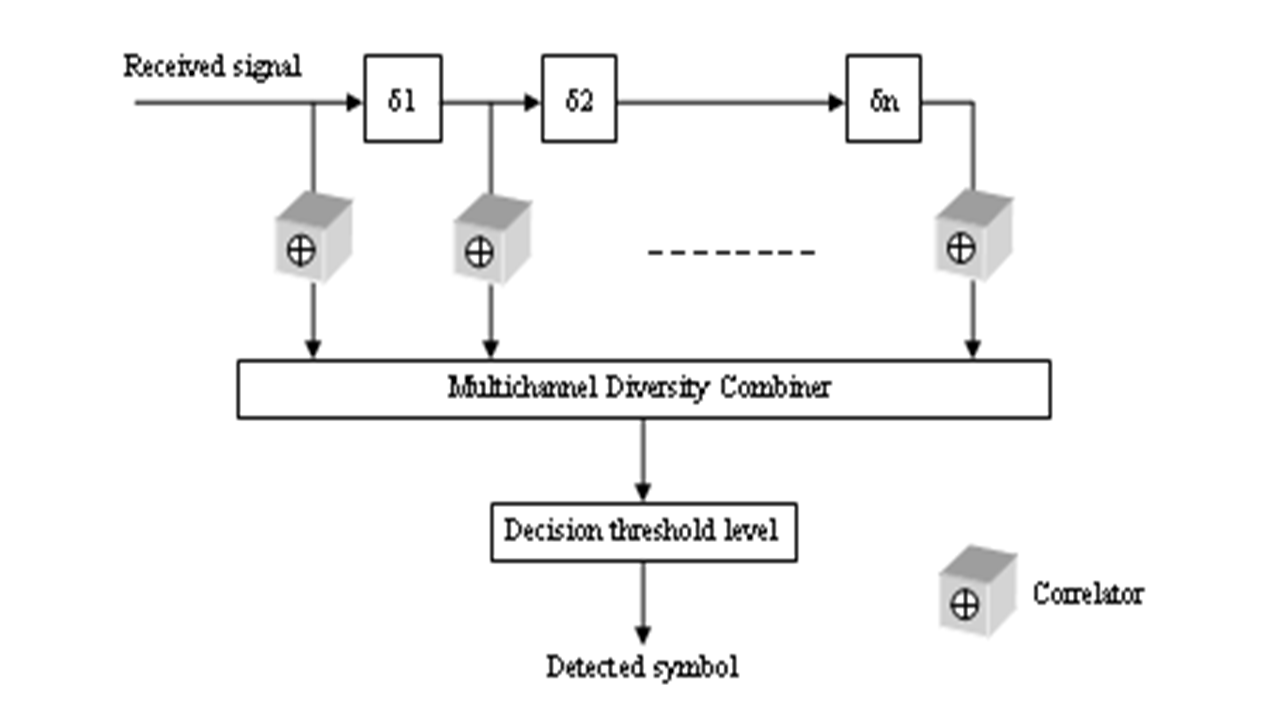 Received signal
δ1
δ2
δn
Multichannel Diversity Combiner
Decision threshold level
Correlator
Detected symbol